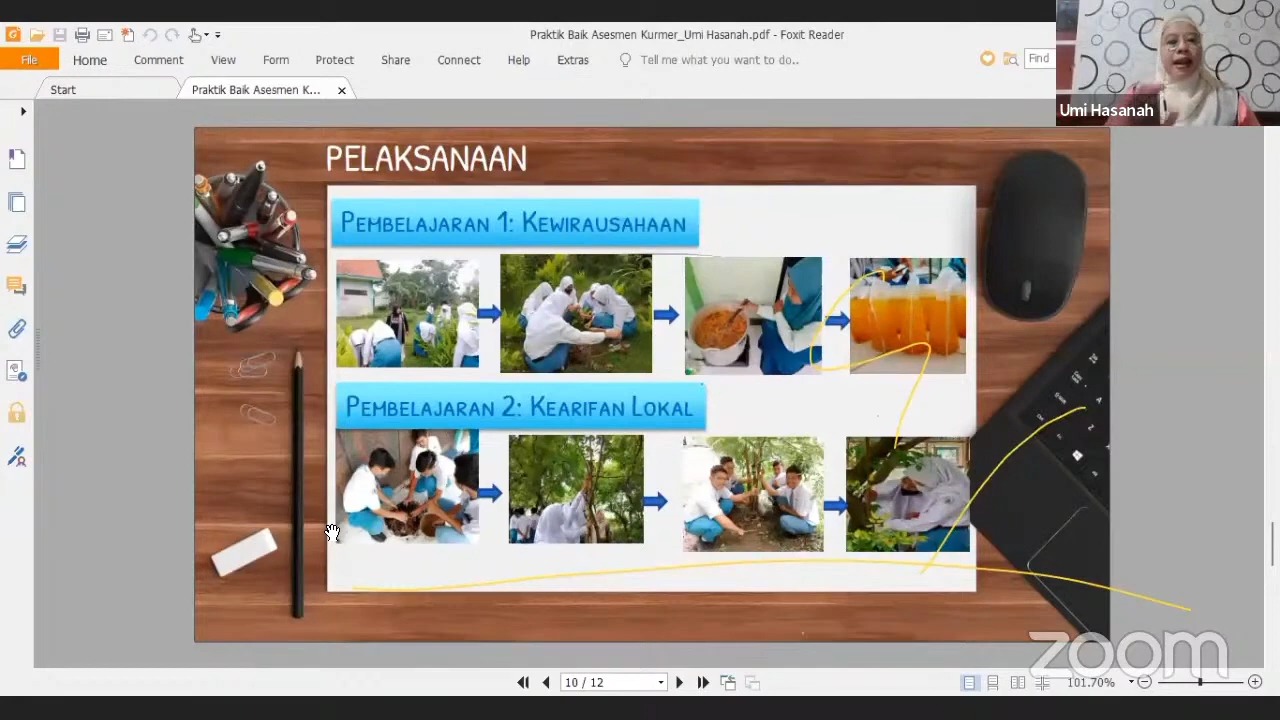 Praktik Baik Asesmen Kurmer_Umi Hasanah.pdf - Foxit Reader
File Home Comment View Form Protect Share Connect Help Extras Tell me what you want to do.. Find
Start Praktik Baik Asesmen K...
Umi Hasanah
PELAKSANAAN
PEMBELAJARAN 1: KEWIRAUSAHAAN
PEMBELAJARAN 2: KEARIFAN LOKAL
zoom
10 / 12 101.70%